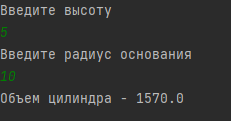 Введите высоту
5
Введите радиус основания
10
Объем цилиндра - 1570.0